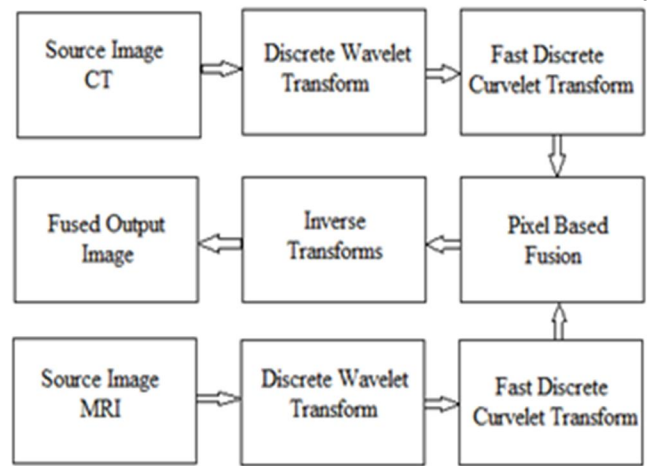 Source Image
CT
Discrete Wavelet
Transform
Fast Discrete
Curvelet Transform
Fused Output
Image
Inverse
Transforms
Pixel Based
Fusion
Source Image
MRI
Discrete Wavelet
Transform
Fast Discrete
Curvelet Transform